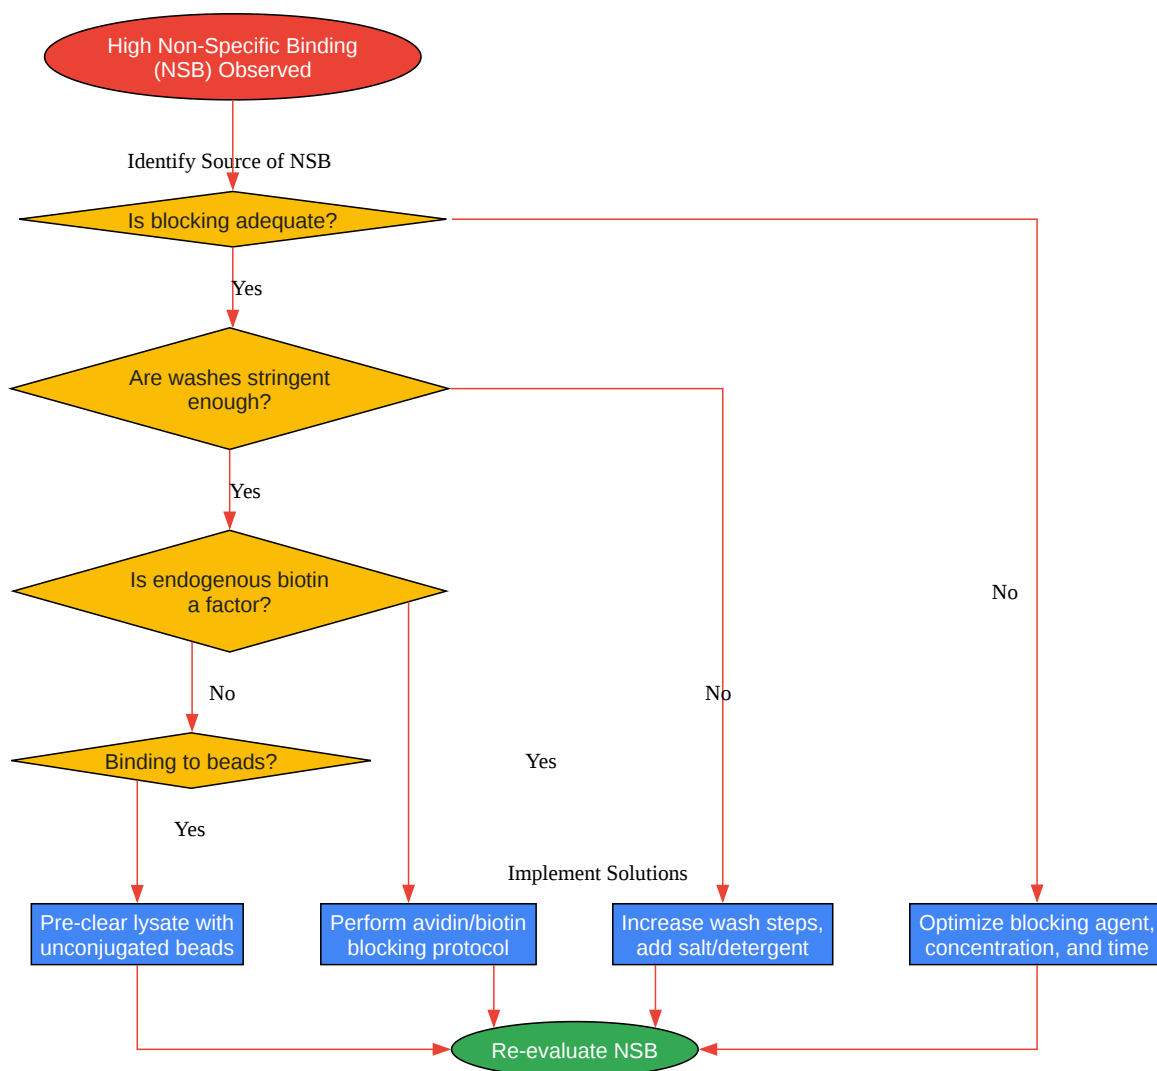 High Non-Specific Binding
(NSB) Observed
Identify Source of NSB
Is blocking adequate?
Yes
Are washes stringent
enough?
Yes
Is endogenous biotin
a factor?
No
No
No
Binding to beads?
Yes
Yes
Implement Solutions
Pre-clear lysate with
unconjugated beads
Perform avidin/biotin
blocking protocol
Increase wash steps,
add salt/detergent
Optimize blocking agent,
concentration, and time
Re-evaluate NSB